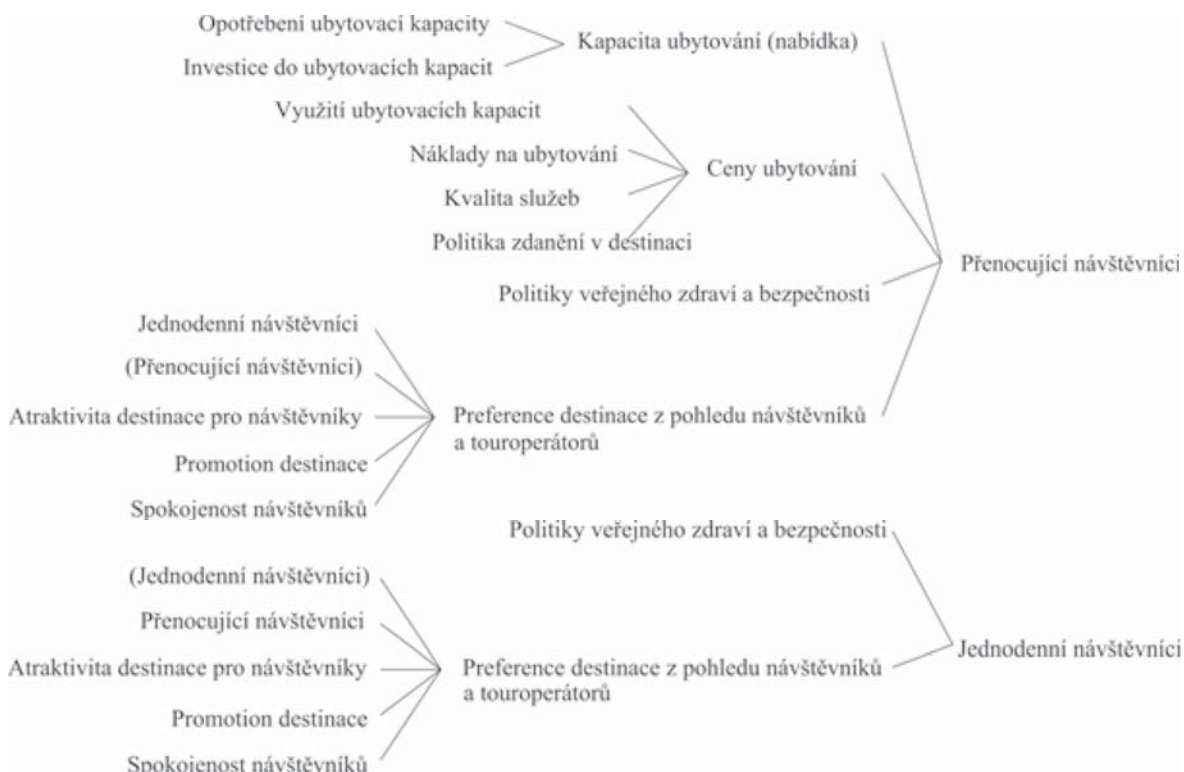 Opotřebení ubytovací kapacity
Kapacita ubytování (nabídka)
Investice do ubytovacích kapacit
Využití ubytovacích kapacit
Náklady na ubytování
Ceny ubytování
Kvalita služeb
Politika zdanění v destinaci
Přenocující návštěvníci
Politiky veřejného zdraví a bezpečnosti
Jednodenní návštěvníci
(Přenocující návštěvníci)
Atraktivita destinace pro návštěvníky
Preference destinace z pohledu návštěvníků
a touroperátorů
Promotion destinace
Spokojenost návštěvníků
Politiky veřejného zdraví a bezpečnosti
(Jednodenní návštěvníci)
Přenocující návštěvníci
Jednodenní návštěvníci
Atraktivita destinace pro návštěvníky
Preference destinace z pohledu návštěvníků
a touroperátorů
Promotion destinace
Spokojenost návštěvníků